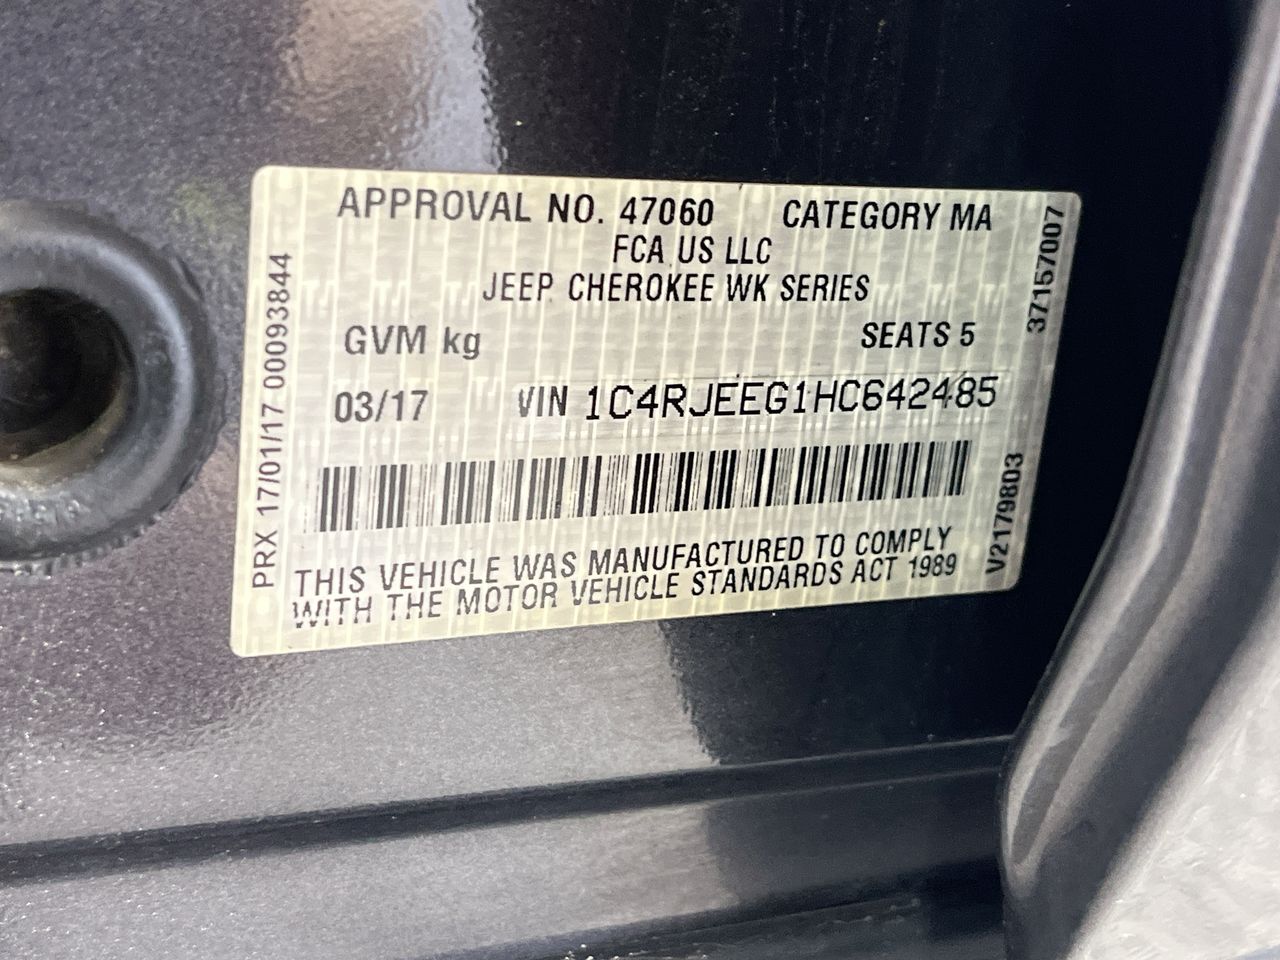 APPROVAL NO. 47060 CATEGORY MA
FCA US LLC
JEEP CHEROKEE WK SERIES
GVM kg SEATS 5
03/17 VIN 1C4RJEEG1HC642485
THIS VEHICLE WAS MANUFACTURED TO COMPLY
WITH THE MOTOR VEHICLE STANDARDS ACT 1989
PRX 17/01/17 00093844
37157007
V2179803